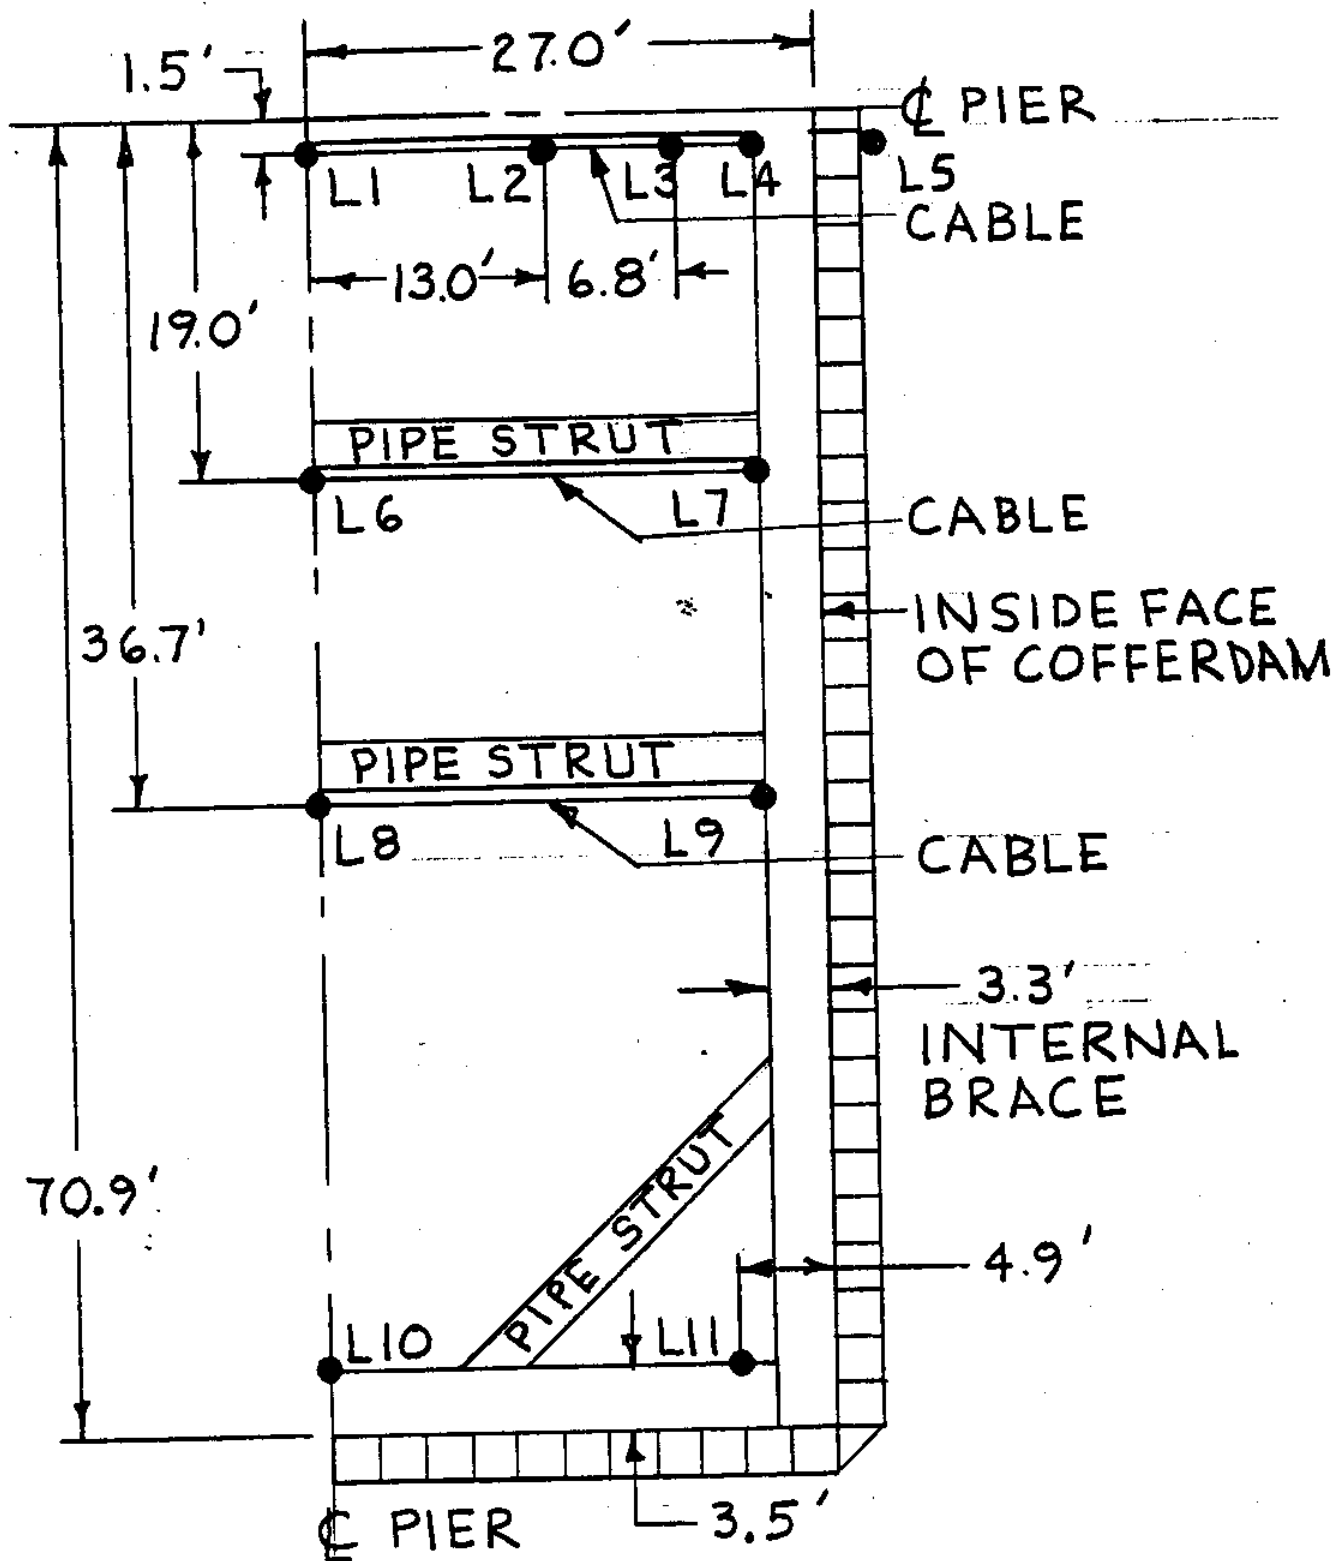 27.0'
1.5'
℄ PIER
L1
L2
L3
L4
L5
CABLE
13.0'
6.8'
19.0'
PIPE STRUT
L6
L7
CABLE
INSIDE FACE
OF COFFERDAM
36.7'
PIPE STRUT
L8
L9
CABLE
3.3'
INTERNAL
BRACE
PIPE STRUT
70.9'
4.9'
L10
L11
3.5'
℄ PIER